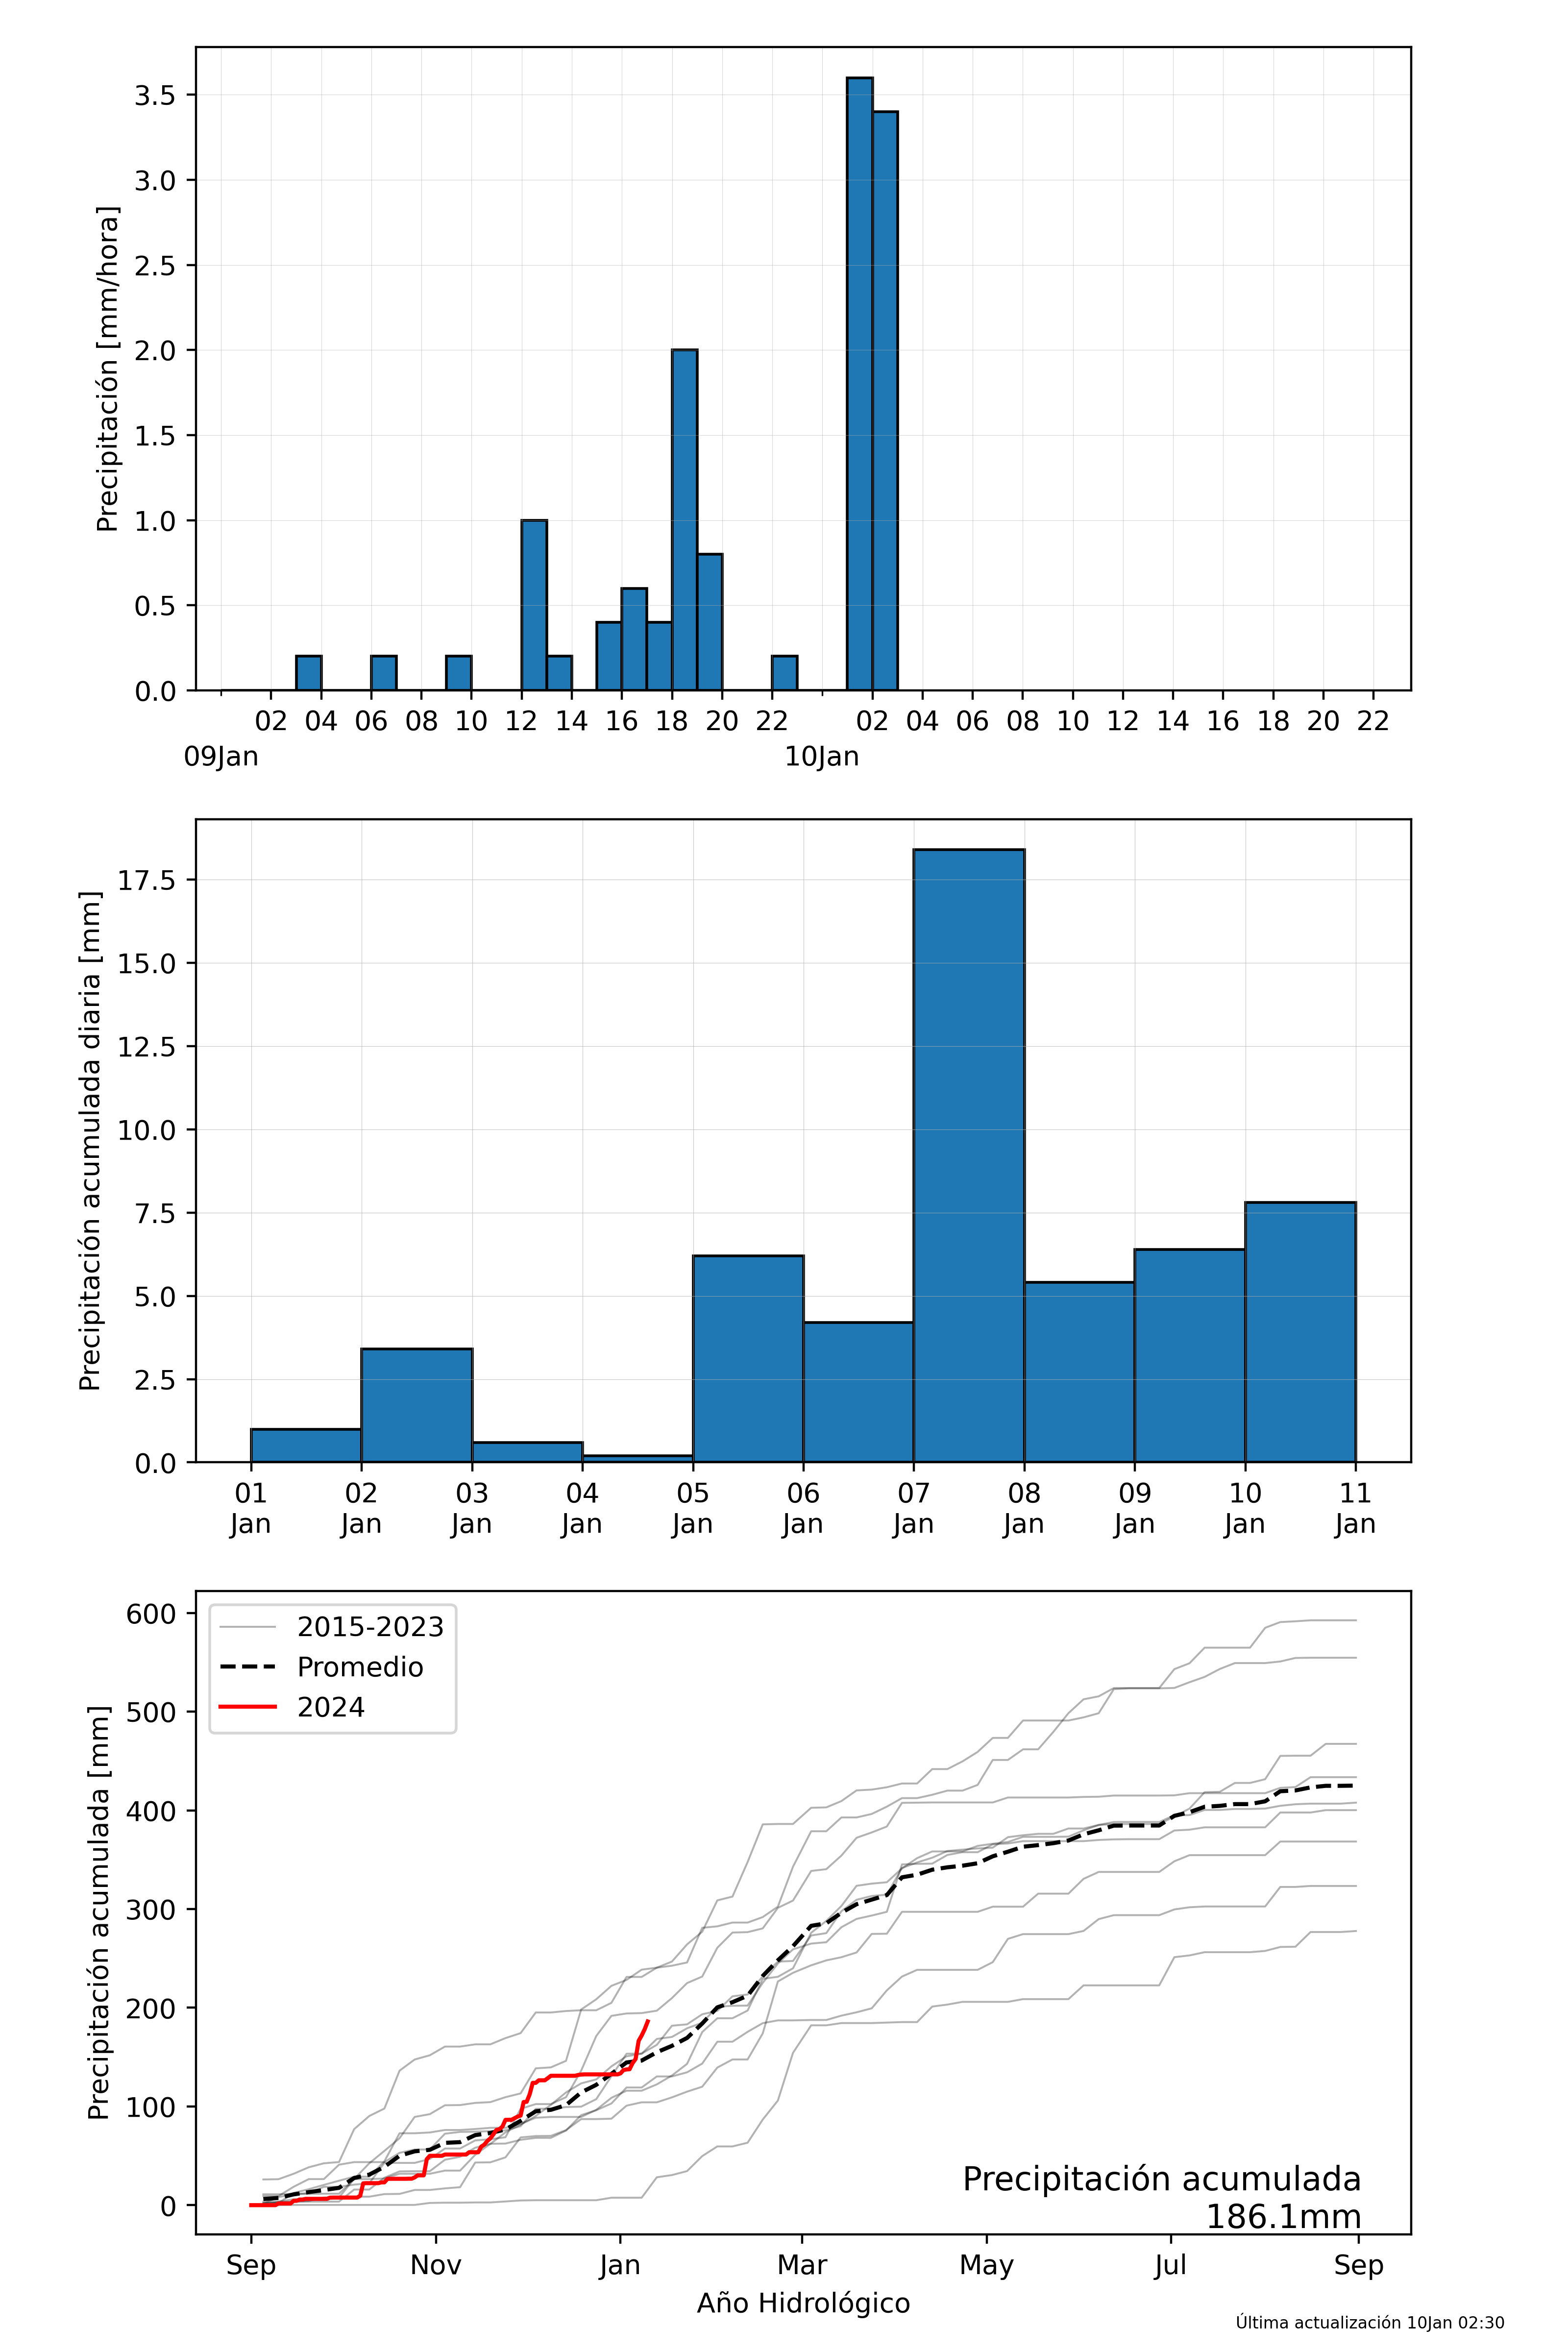 Precipitación [mm/hora]
3.5
3.0
2.5
2.0
1.5
1.0
0.5
0.0
02 04 06 08 10 12 14 16 18 20 22 02 04 06 08 10 12 14 16 18 20 22
09Jan 10Jan
Precipitación acumulada diaria [mm]
17.5
15.0
12.5
10.0
7.5
5.0
2.5
0.0
01 02 03 04 05 06 07 08 09 10 11
Jan Jan Jan Jan Jan Jan Jan Jan Jan Jan Jan
Precipitación acumulada [mm]
600
500
400
300
200
100
0
2015-2023
Promedio
2024
Precipitación acumulada
186.1mm
Sep Nov Jan Mar May Jul Sep
Año Hidrológico
Última actualización 10Jan 02:30